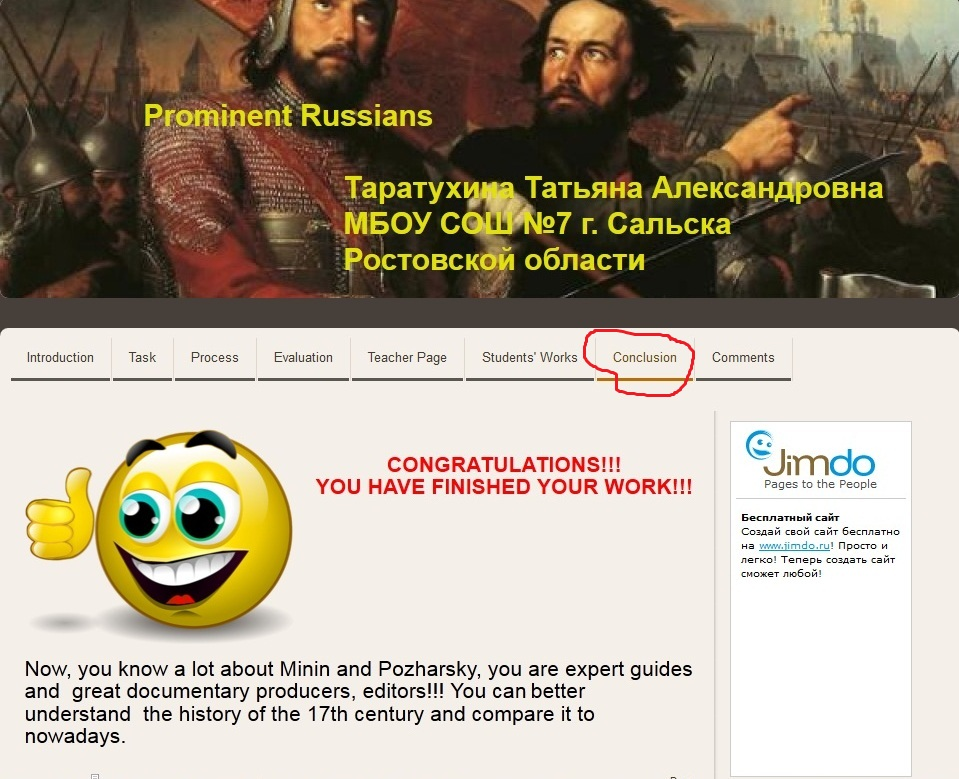 Prominent Russians
Таратухина Татьяна Александровна
МБОУ СОШ №7 г. Сальска
Ростовской области
Introduction
Task
Process
Evaluation
Teacher Page
Students' Works
Conclusion
Comments
CONGRATULATIONS!!!
YOU HAVE FINISHED YOUR WORK!!!
Now, you know a lot about Minin and Pozharsky, you are expert guides
and great documentary producers, editors!!! You can better
understand the history of the 17th century and compare it to
nowadays.
Jimdo
Pages to the People
Бесплатный сайт
Создай свой сайт бесплатно
на www.jimdo.ru! Просто и
легко! Теперь создать сайт
сможет любой!